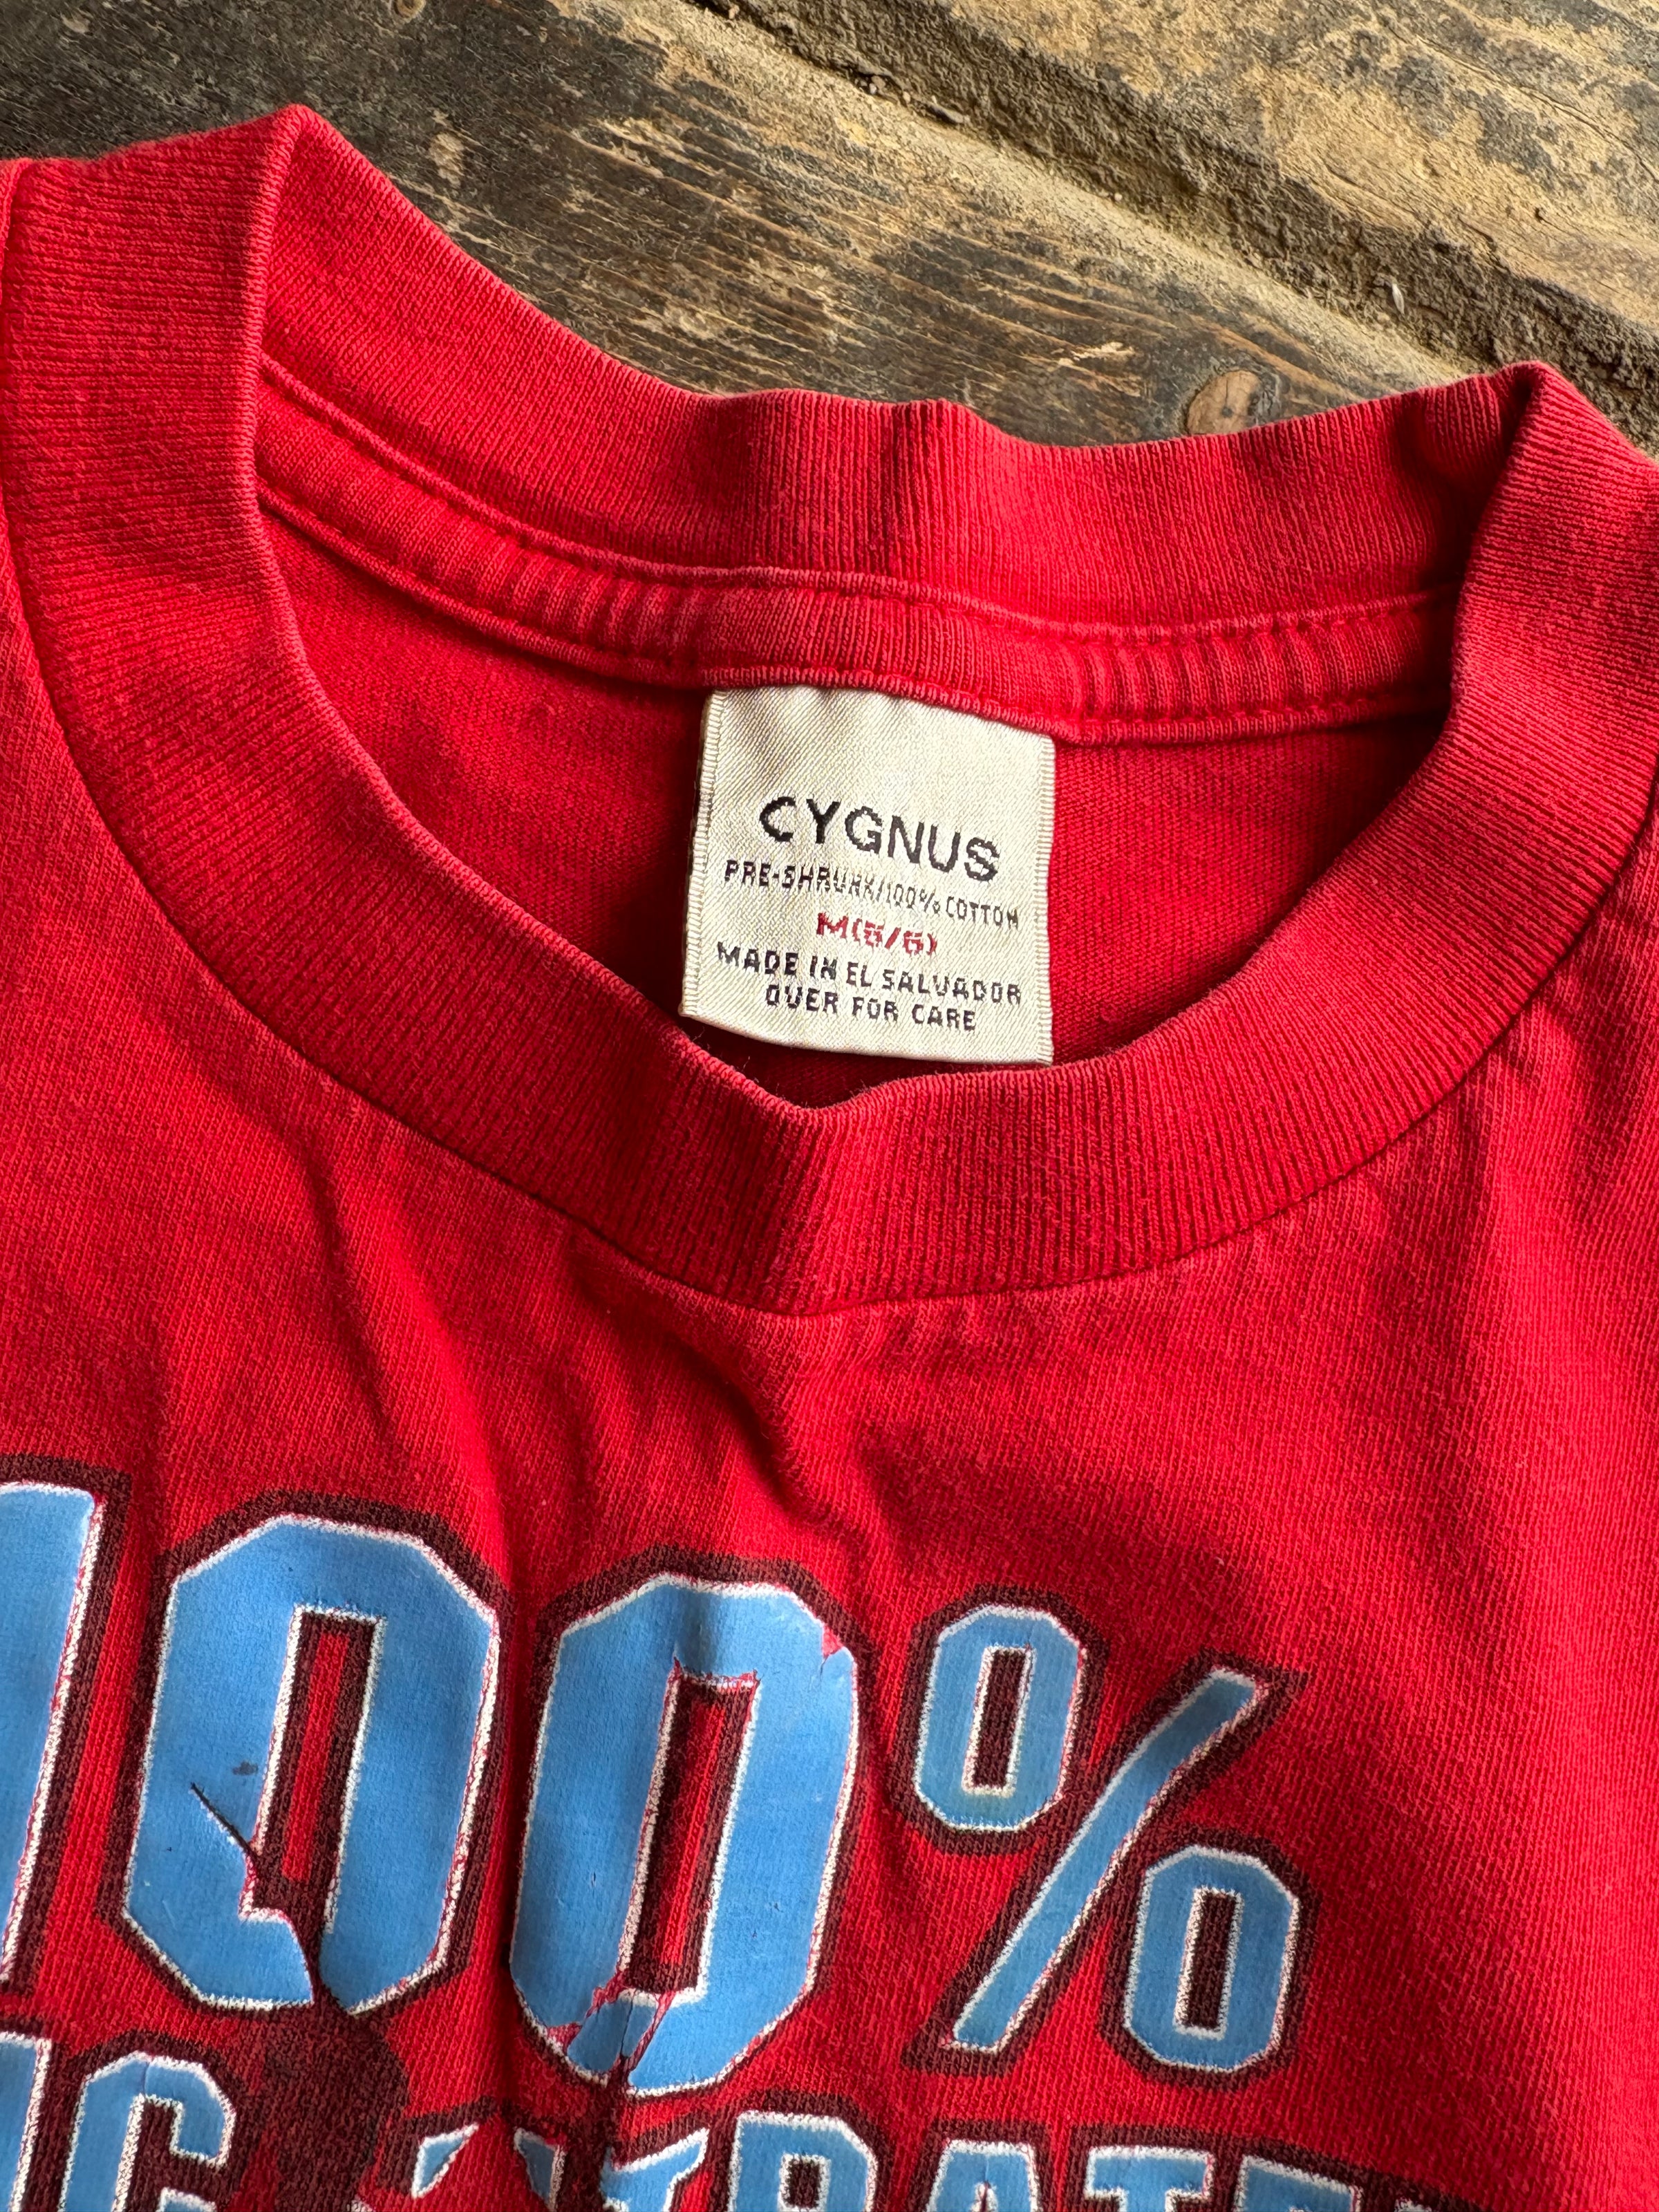 CYGNUS
PRE-SHRUNK/100% COTTON
M(5/6)
MADE IN EL SALVADOR
OVER FOR CARE
100%